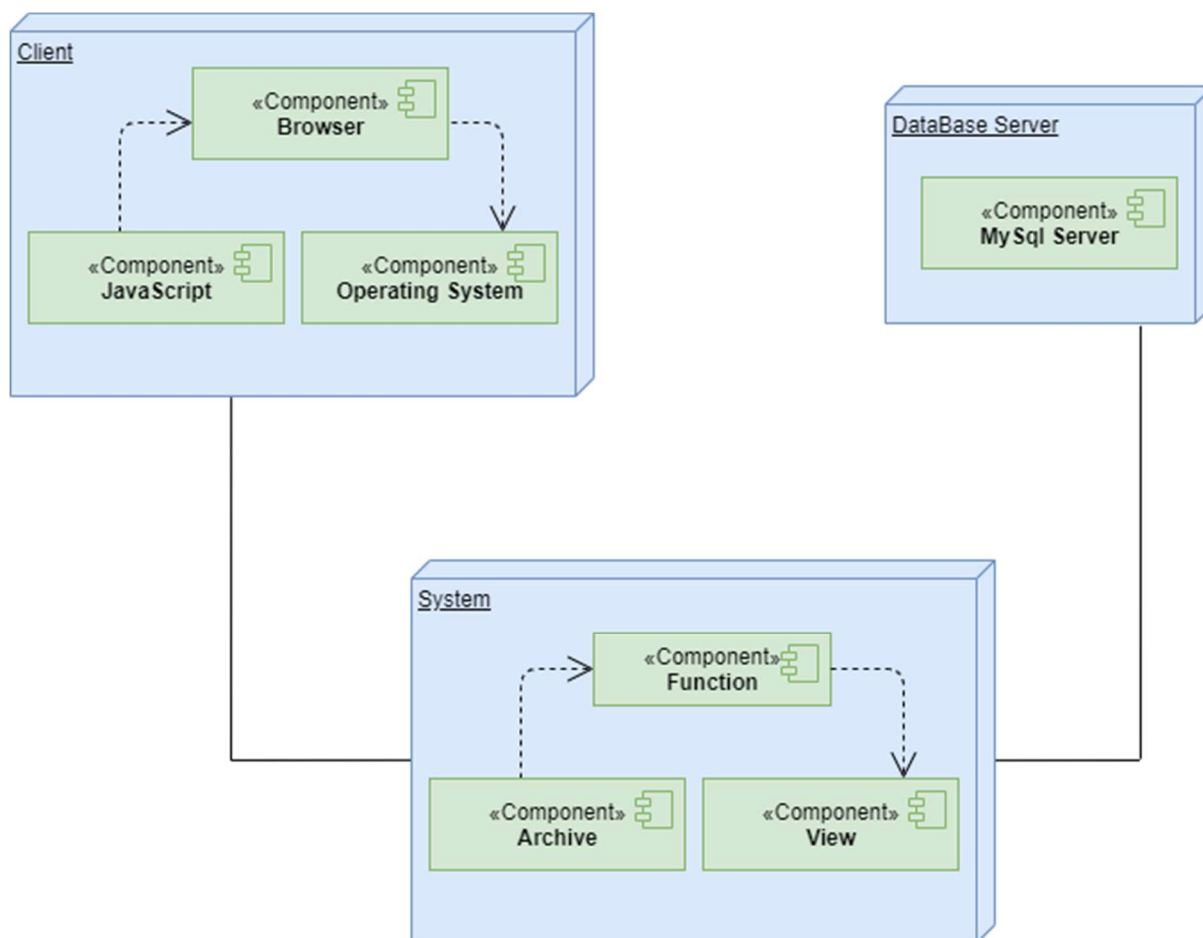 Client
«Component»
Browser
«Component»
JavaScript
«Component»
Operating System
DataBase Server
«Component»
MySql Server
System
«Component»
Function
«Component»
Archive
«Component»
View